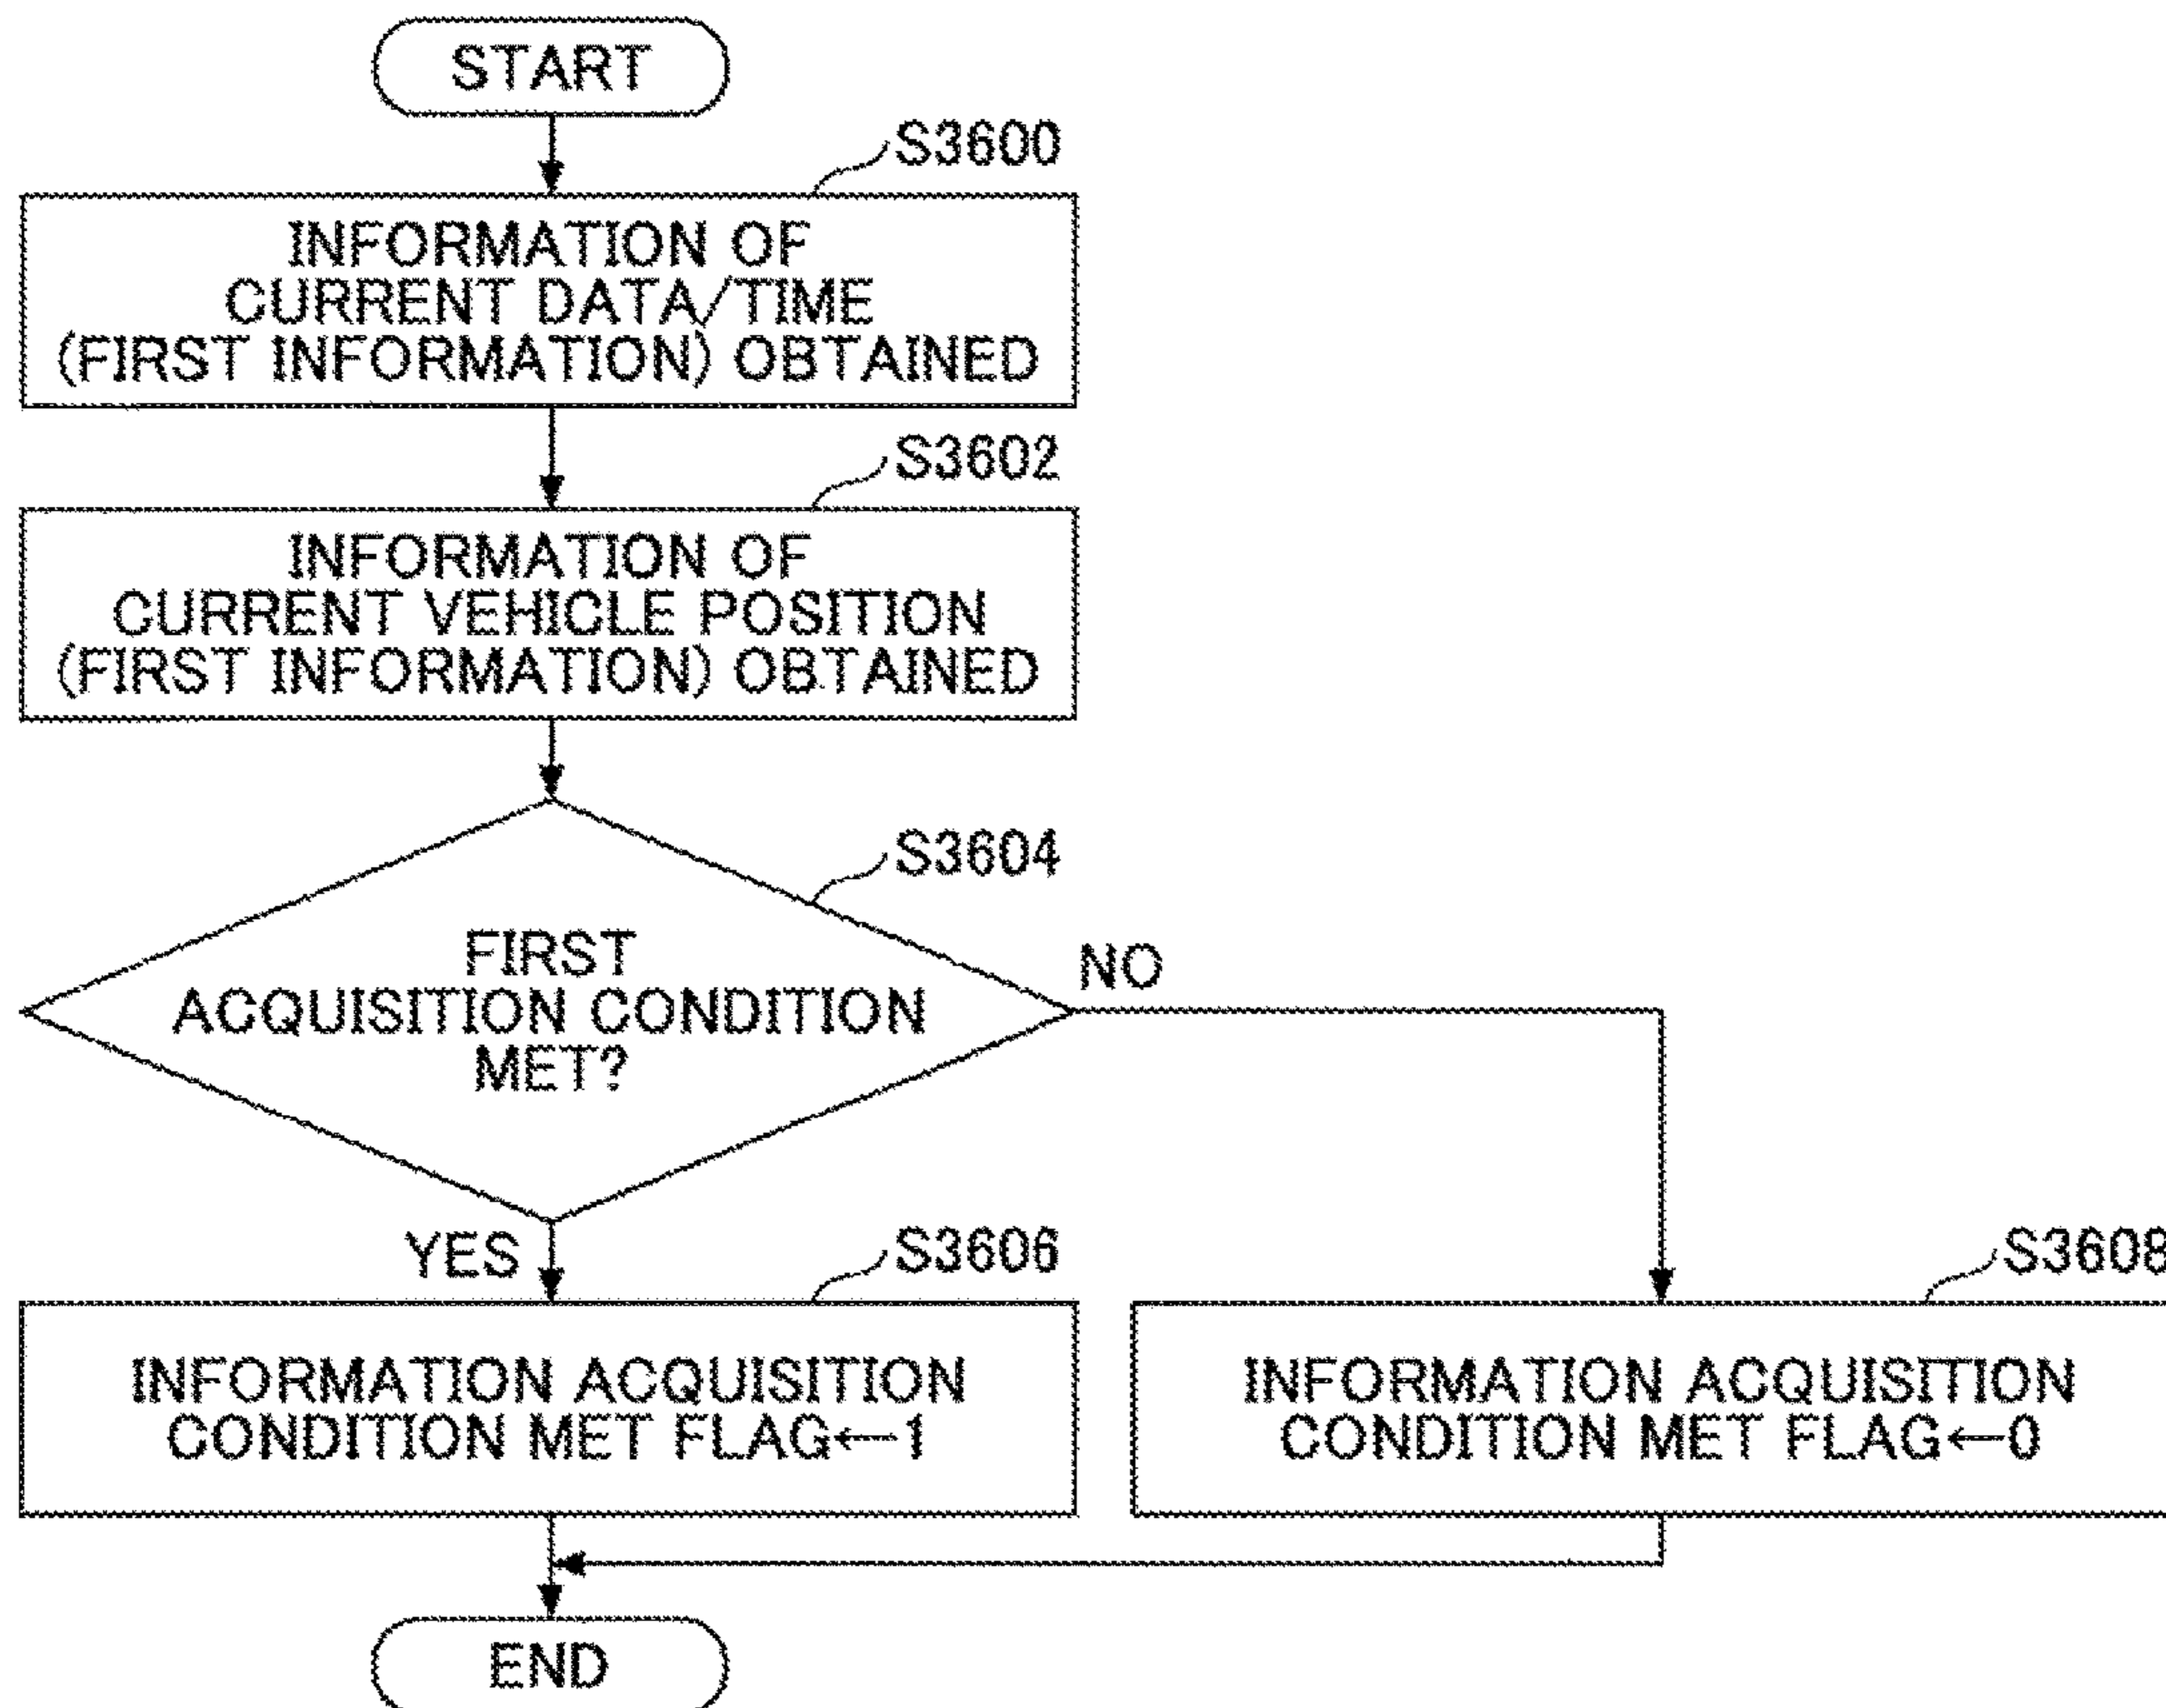 START
S3600
INFORMATION OF
CURRENT DATA/TIME
(FIRST INFORMATION) OBTAINED
S3602
INFORMATION OF
CURRENT VEHICLE POSITION
(FIRST INFORMATION) OBTAINED
S3604
FIRST
ACQUISITION CONDITION
MET?
NO
YES
S3606
INFORMATION ACQUISITION
CONDITION MET FLAG←1
S3608
INFORMATION ACQUISITION
CONDITION MET FLAG←0
END